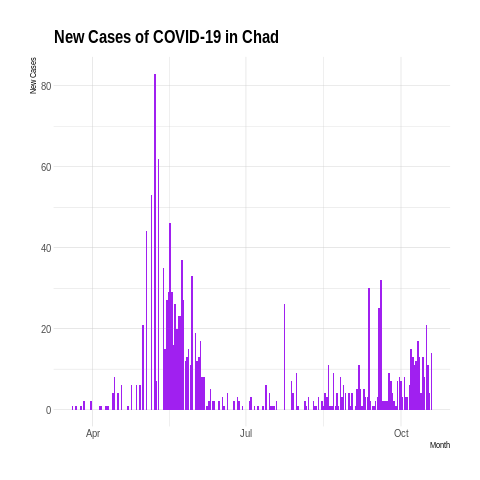 New Cases of COVID-19 in Chad
New Cases
80
60
40
20
0
Apr
Jul
Oct
Month